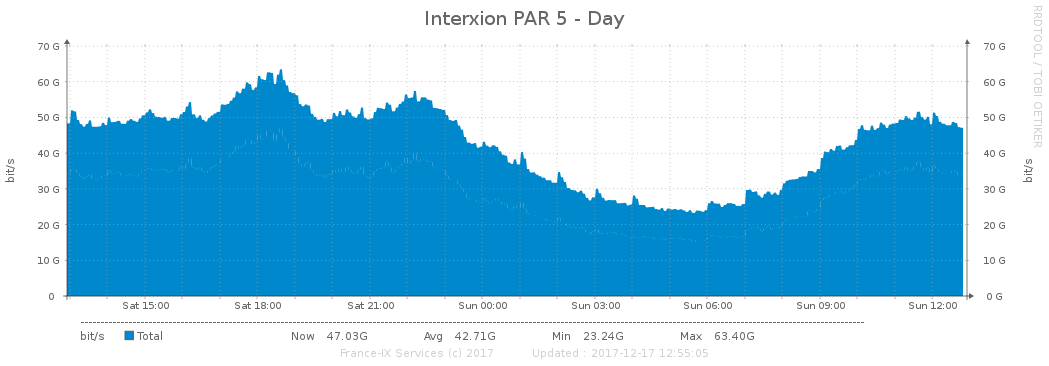 Interxion PAR 5 - Day
RRDTOOL / TOBI OETIKER
bit/s
bit/s
70 G 70 G
60 G 60 G
50 G 50 G
40 G 40 G
30 G 30 G
20 G 20 G
10 G 10 G
0 0 G
Sat 15:00 Sat 18:00 Sat 21:00 Sun 00:00 Sun 03:00 Sun 06:00 Sun 09:00 Sun 12:00
bit/s Total Now 47.03G Avg 42.71G Min 23.24G Max 63.40G
France-IX Services (c) 2017 Updated : 2017-12-17 12:55:05